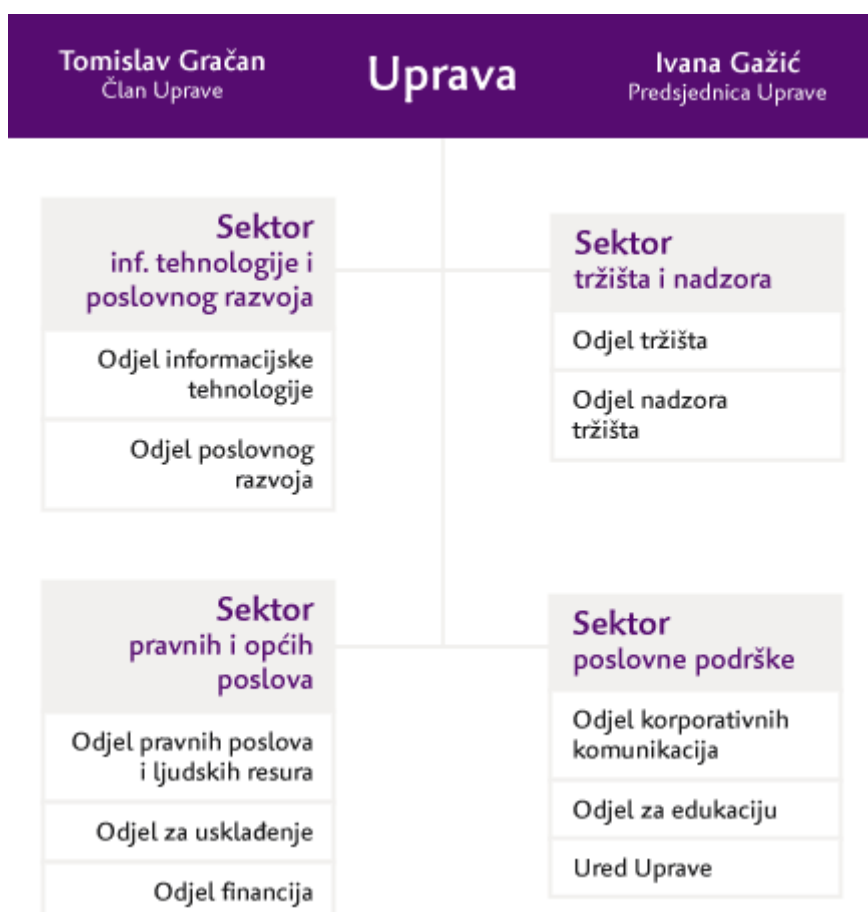 Tomislav Gračan
Član Uprave
Uprava
Ivana Gažić
Predsjednica Uprave
Sektor
inf. tehnologije i
poslovnog razvoja
Odjel informacijske
tehnologije
Odjel poslovnog
razvoja
Sektor
tržišta i nadzora
Odjel tržišta
Odjel nadzora
tržišta
Sektor
pravnih i općih
poslova
Odjel pravnih poslova
i ljudskih resura
Odjel za usklađenje
Odjel financija
Sektor
poslovne podrške
Odjel korporativnih
komunikacija
Odjel za edukaciju
Ured Uprave